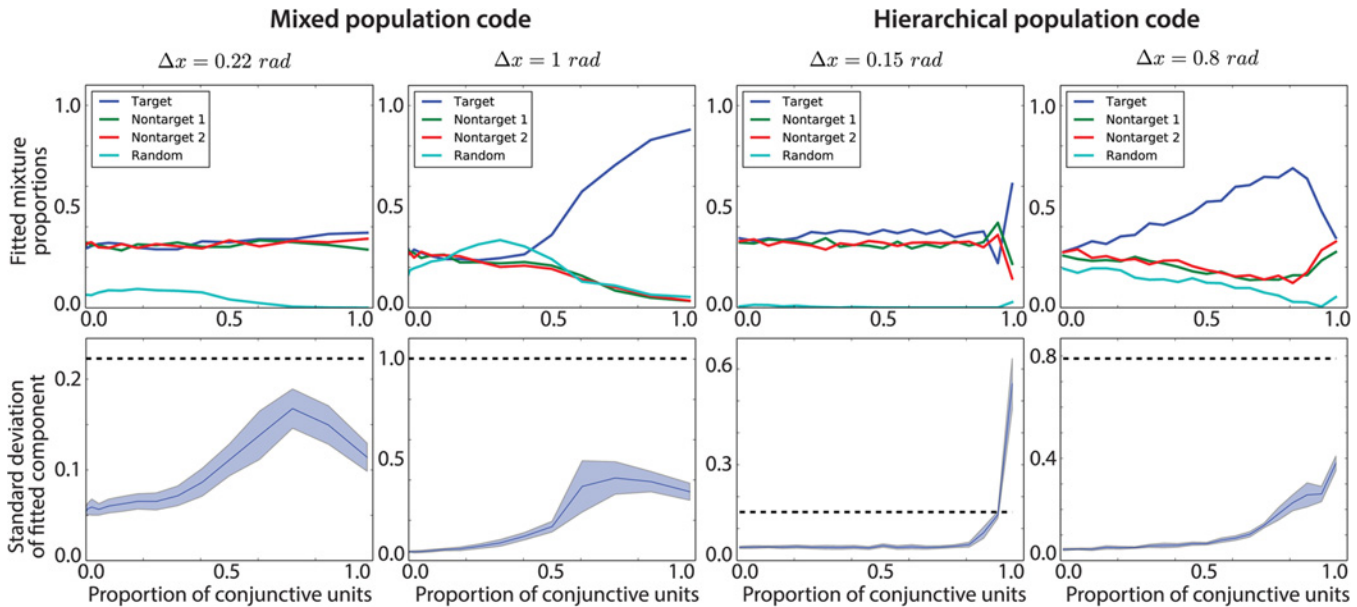 Mixed population code
Hierarchical population code
Δx = 0.22 rad
Δx = 1 rad
Δx = 0.15 rad
Δx = 0.8 rad
Fitted mixture
proportions
1.0
0.5
0.0
Target
Nontarget 1
Nontarget 2
Random
0.0 0.5 1.0
1.0
0.5
0.0
Target
Nontarget 1
Nontarget 2
Random
0.0 0.5 1.0
1.0
0.5
0.0
Target
Nontarget 1
Nontarget 2
Random
0.0 0.5 1.0
1.0
0.5
0.0
Target
Nontarget 1
Nontarget 2
Random
0.0 0.5 1.0
Standard deviation
of fitted component
0.2
0.1
0.0
0.0 0.5 1.0
Proportion of conjunctive units
1.0
0.5
0.0
0.0 0.5 1.0
Proportion of conjunctive units
0.6
0.3
0.0
0.0 0.5 1.0
Proportion of conjunctive units
0.8
0.4
0.0
0.0 0.5 1.0
Proportion of conjunctive units